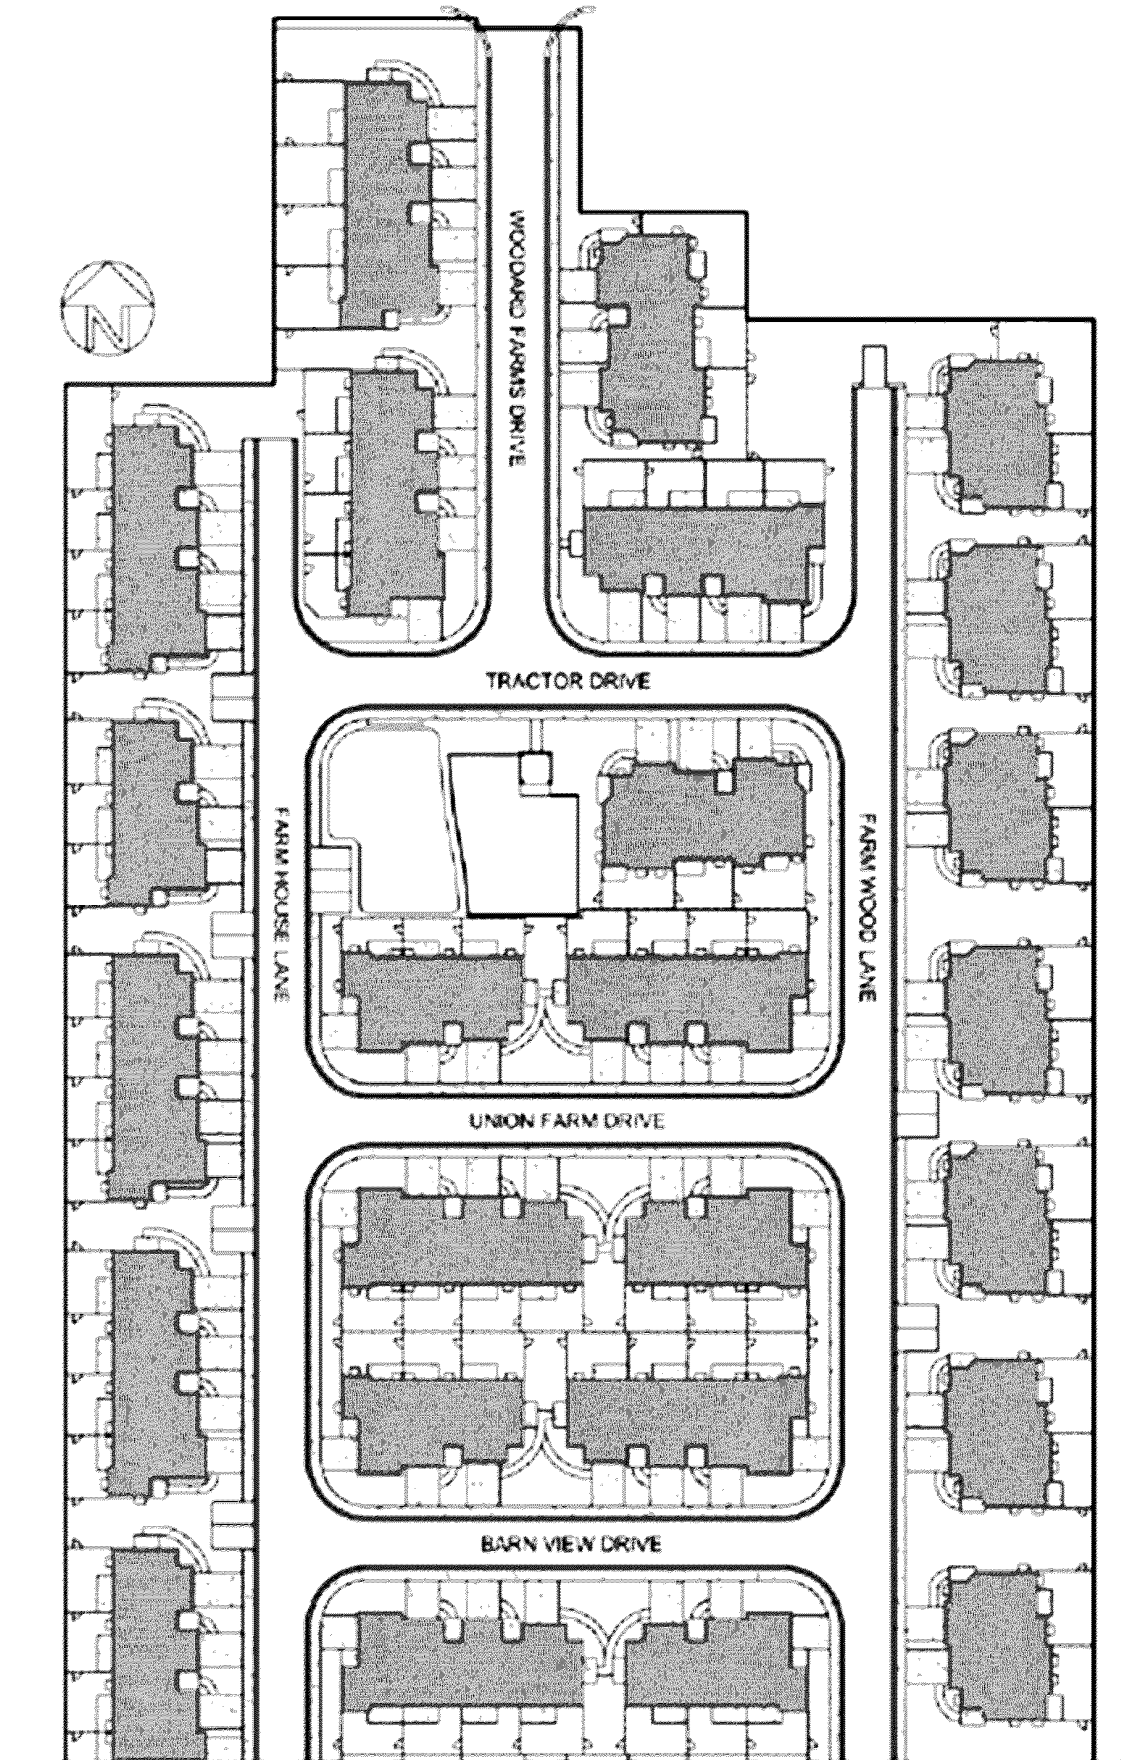 WOODARD FARMS DRIVE
N
TRACTOR DRIVE
FARM HOUSE LANE
FARM WOOD LANE
UNION FARM DRIVE
BARN VIEW DRIVE